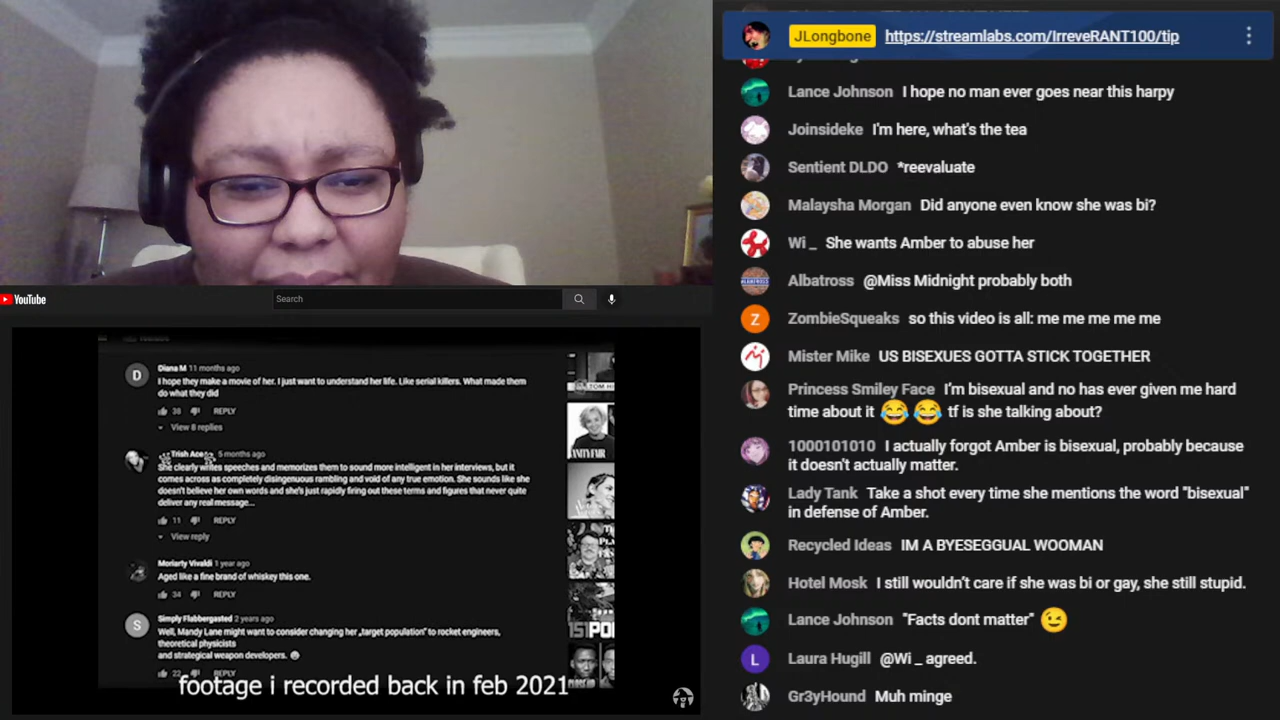 JLongbone https://streamlabs.com/IrreveRANT100/tip
Lance Johnson I hope no man ever goes near this harpy
Joinsideke I'm here, what's the tea
Sentient DLDO *reevaluate
Malaysha Morgan Did anyone even know she was bi?
Wi _ She wants Amber to abuse her
Albatross @Miss Midnight probably both
ZombieSqueaks so this video is all: me me me me me
Mister Mike US BISEXUES GOTTA STICK TOGETHER
Princess Smiley Face I'm bisexual and no has ever given me hard
time about it 😂 😂 tf is she talking about?
1000101010 I actually forgot Amber is bisexual, probably because
it doesn't actually matter.
Lady Tank Take a shot every time she mentions the word "bisexual"
in defense of Amber.
Recycled Ideas IM A BYESEGGUAL WOOMAN
Hotel Mosk I still wouldn't care if she was bi or gay, she still stupid.
Lance Johnson "Facts dont matter" 😉
L
Laura Hugill @Wi _ agreed.
Gr3yHound Muh minge
Z
YouTube
Search
D
Diana M 11 months ago
I hope they make a movie of her. I just want to understand her life. Like serial killers. What made them
do what they did
38 REPLY
View 8 replies
Trish Ace 5 months ago
She clearly writes speeches and memorizes them to sound more intelligent in her interviews, but it
comes across as completely disingenuous rambling and void of any true emotion. She sounds like she
doesn't believe her own words and she's just rapidly firing out these terms and figures that never quite
deliver any real message...
11 REPLY
View reply
Moriarty Vivaldi 1 year ago
Aged like a fine brand of whiskey this one.
34 REPLY
S
Simply Flabbergasted 2 years ago
Well, Mandy Lane might want to consider changing her „target population" to rocket engineers,
theoretical physicists
and strategical weapon developers.
22 REPLY
TOM HI
VANITY FAIR
footage i recorded back in feb 2021